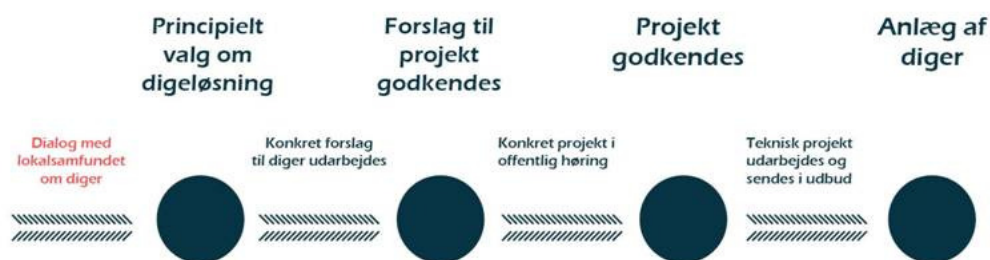 Principielt
valg om
digeløsning
Forslag til
projekt
godkendes
Projekt
godkendes
Anlæg af
diger
Dialog med
lokalsamfundet
om diger
Konkret forslag
til diger udarbejdes
Konkret projekt i
offentlig høring
Teknisk projekt
udarbejdes og
sendes i udbud